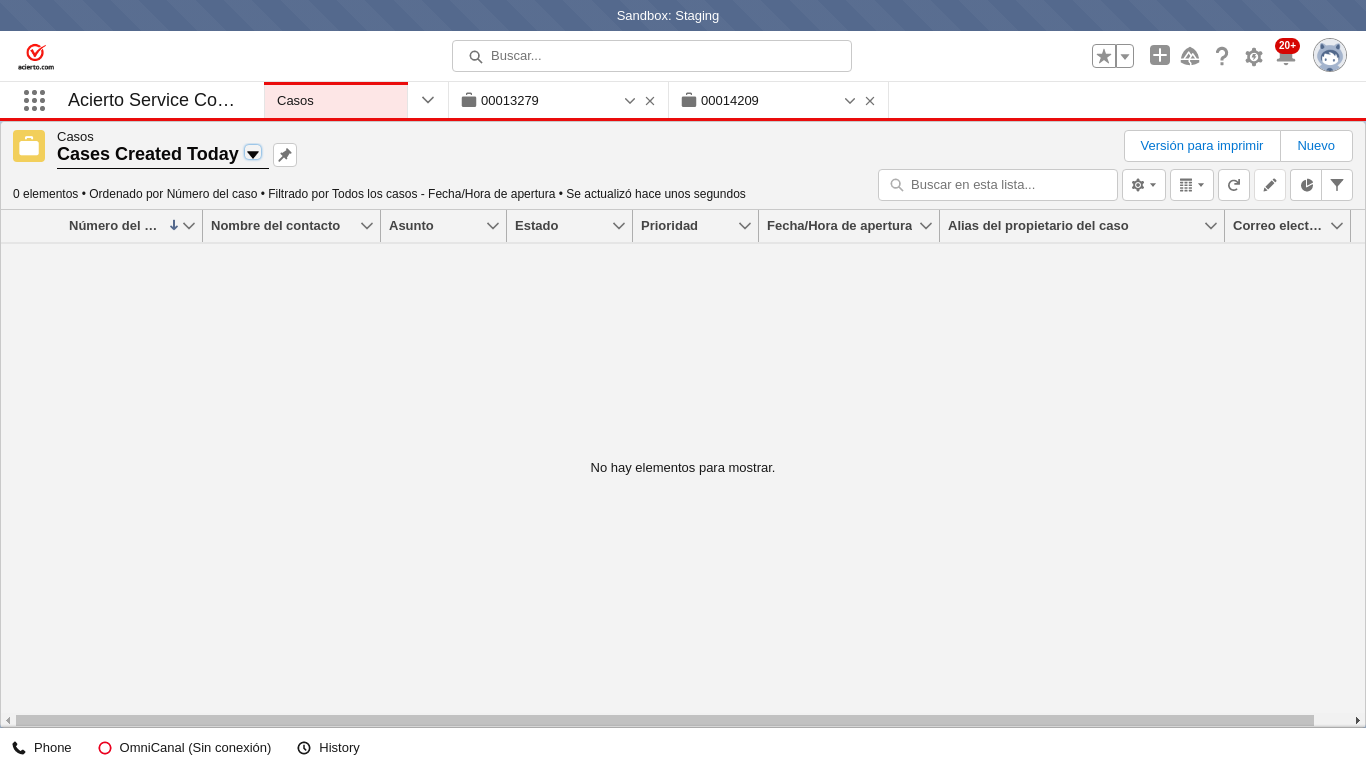 Sandbox: Staging
acierto.com
Buscar...
20+
Acierto Service Co…
Casos
00013279
00014209
Casos
Cases Created Today
Versión para imprimir
Nuevo
0 elementos • Ordenado por Número del caso • Filtrado por Todos los casos - Fecha/Hora de apertura • Se actualizó hace unos segundos
Buscar en esta lista...
Número del …
Nombre del contacto
Asunto
Estado
Prioridad
Fecha/Hora de apertura
Alias del propietario del caso
Correo elect…
No hay elementos para mostrar.
Phone
OmniCanal (Sin conexión)
History